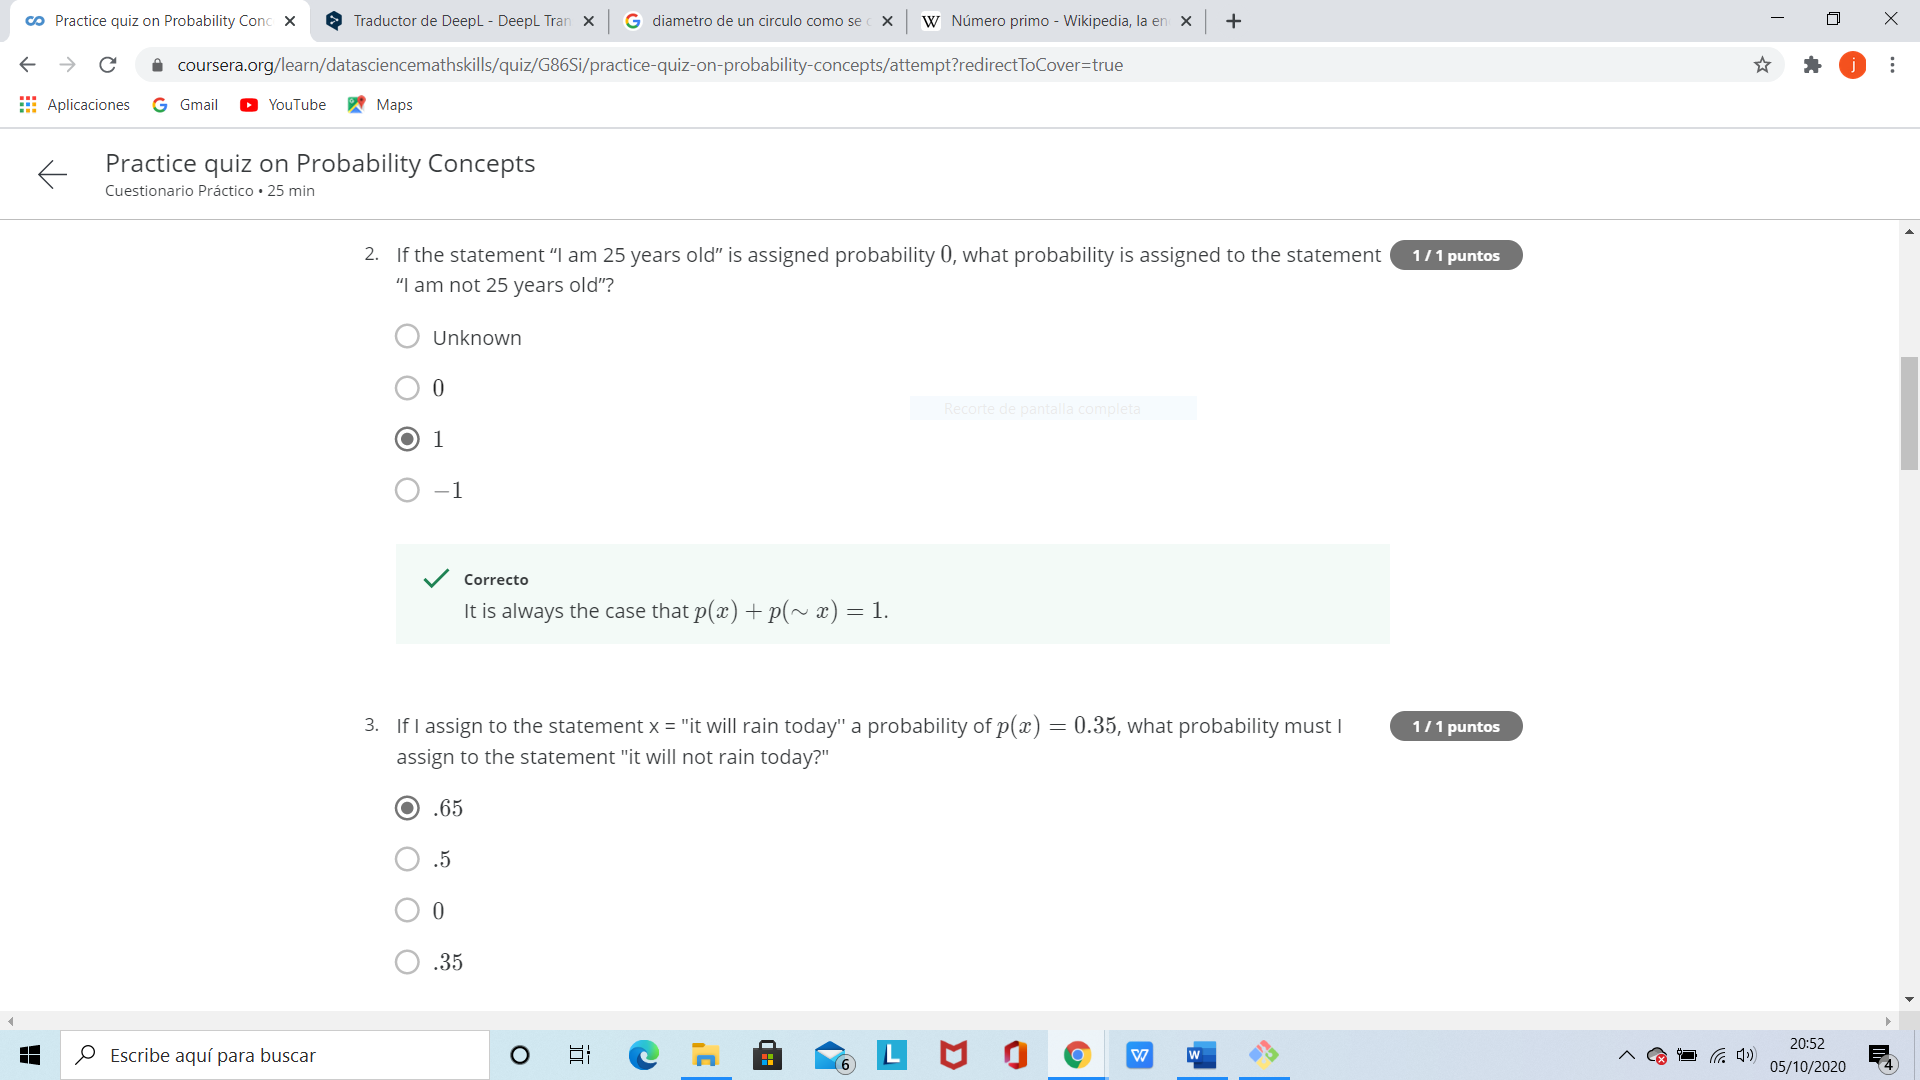 Practice quiz on Probability Conc
Traductor de DeepL - DeepL Tran
diametro de un circulo como se c
W Número primo - Wikipedia, la en
coursera.org/learn/datasciencemathskills/quiz/G86Si/practice-quiz-on-probability-concepts/attempt?redirectToCover=true
j
Aplicaciones
Gmail
YouTube
Maps
Practice quiz on Probability Concepts
Cuestionario Práctico • 25 min
2. If the statement “I am 25 years old” is assigned probability 0, what probability is assigned to the statement
“I am not 25 years old”?
1 / 1 puntos
Unknown
0
Recorte de pantalla completa
1
−1
Correcto
It is always the case that p(x) + p(∼ x) = 1.
3. If I assign to the statement x = "it will rain today'' a probability of p(x) = 0.35, what probability must I
assign to the statement "it will not rain today?"
1 / 1 puntos
.65
.5
0
.35
Escribe aquí para buscar
6
L
W
W
20:52
05/10/2020
4